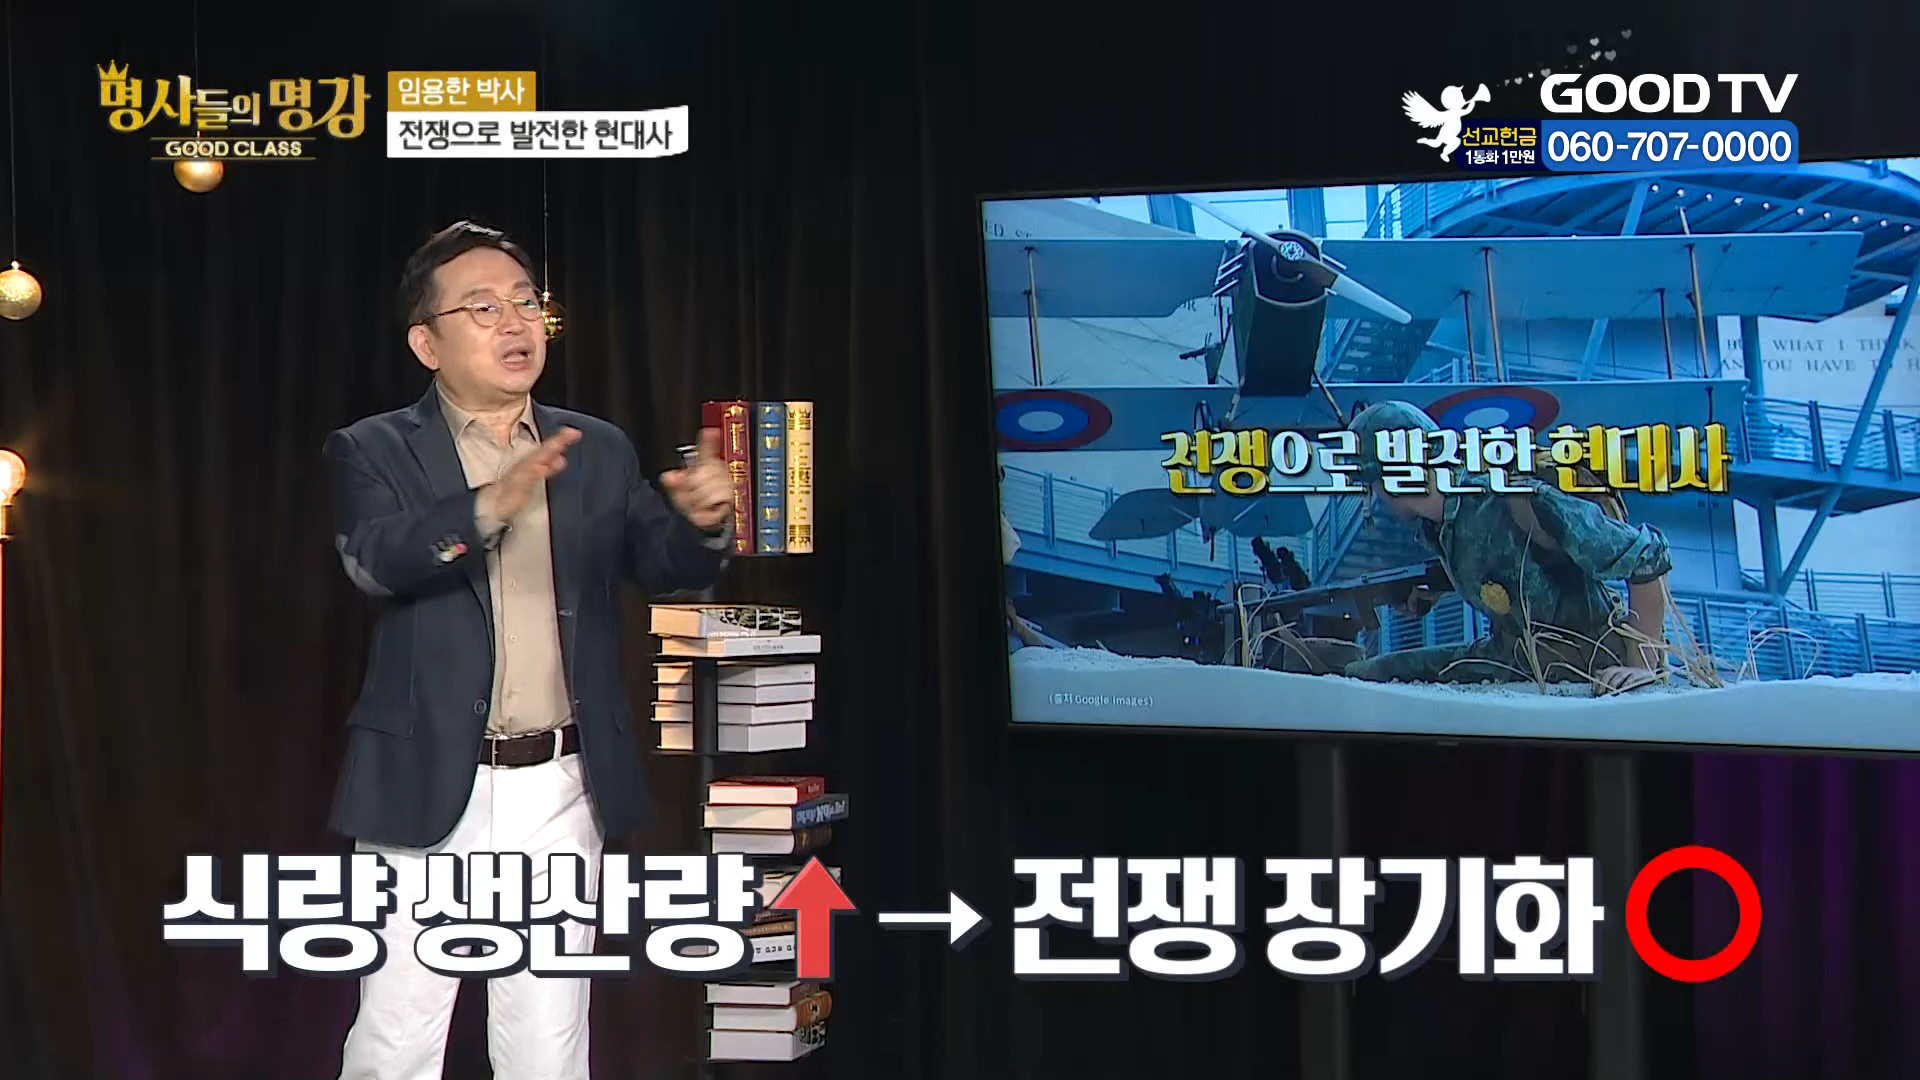 명사들의 명강
GOOD CLASS
임용한 박사
전쟁으로 발전한 현대사
GOOD TV
선교헌금
1통화 1만원
060-707-0000
WHAT I
YOU HAVE
전쟁으로 발전한 현대사
(출처 Google Images)
식량 생산량↑→전쟁 장기화 ○